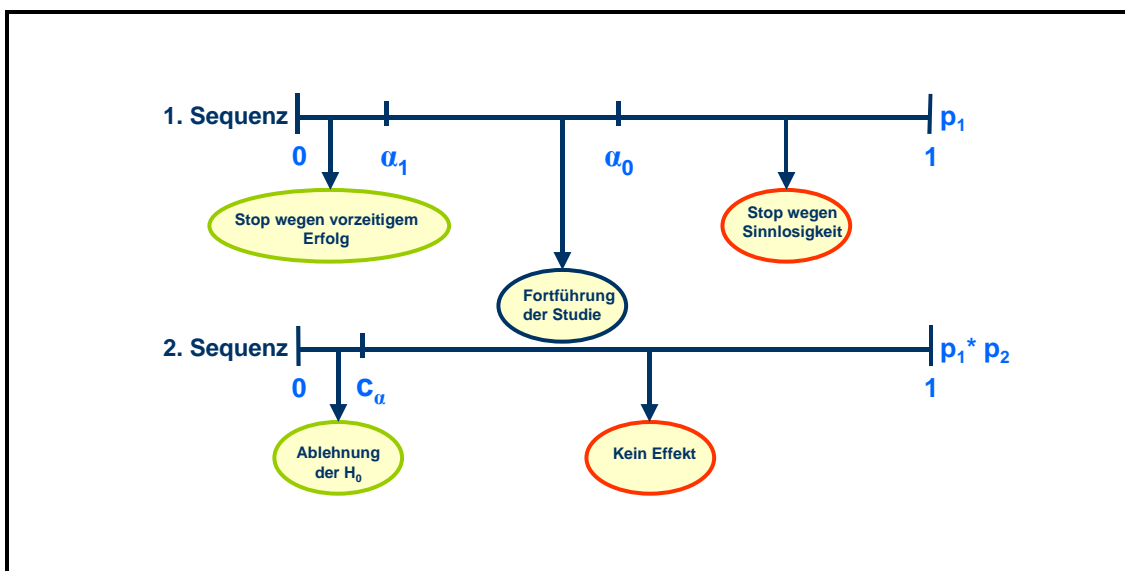 1. Sequenz
p₁
0
α₁
α₀
1
Stop wegen vorzeitigem
Erfolg
Stop wegen
Sinnlosigkeit
Fortführung
der Studie
2. Sequenz
p₁* p₂
0
cα
1
Ablehnung
der H₀
Kein Effekt